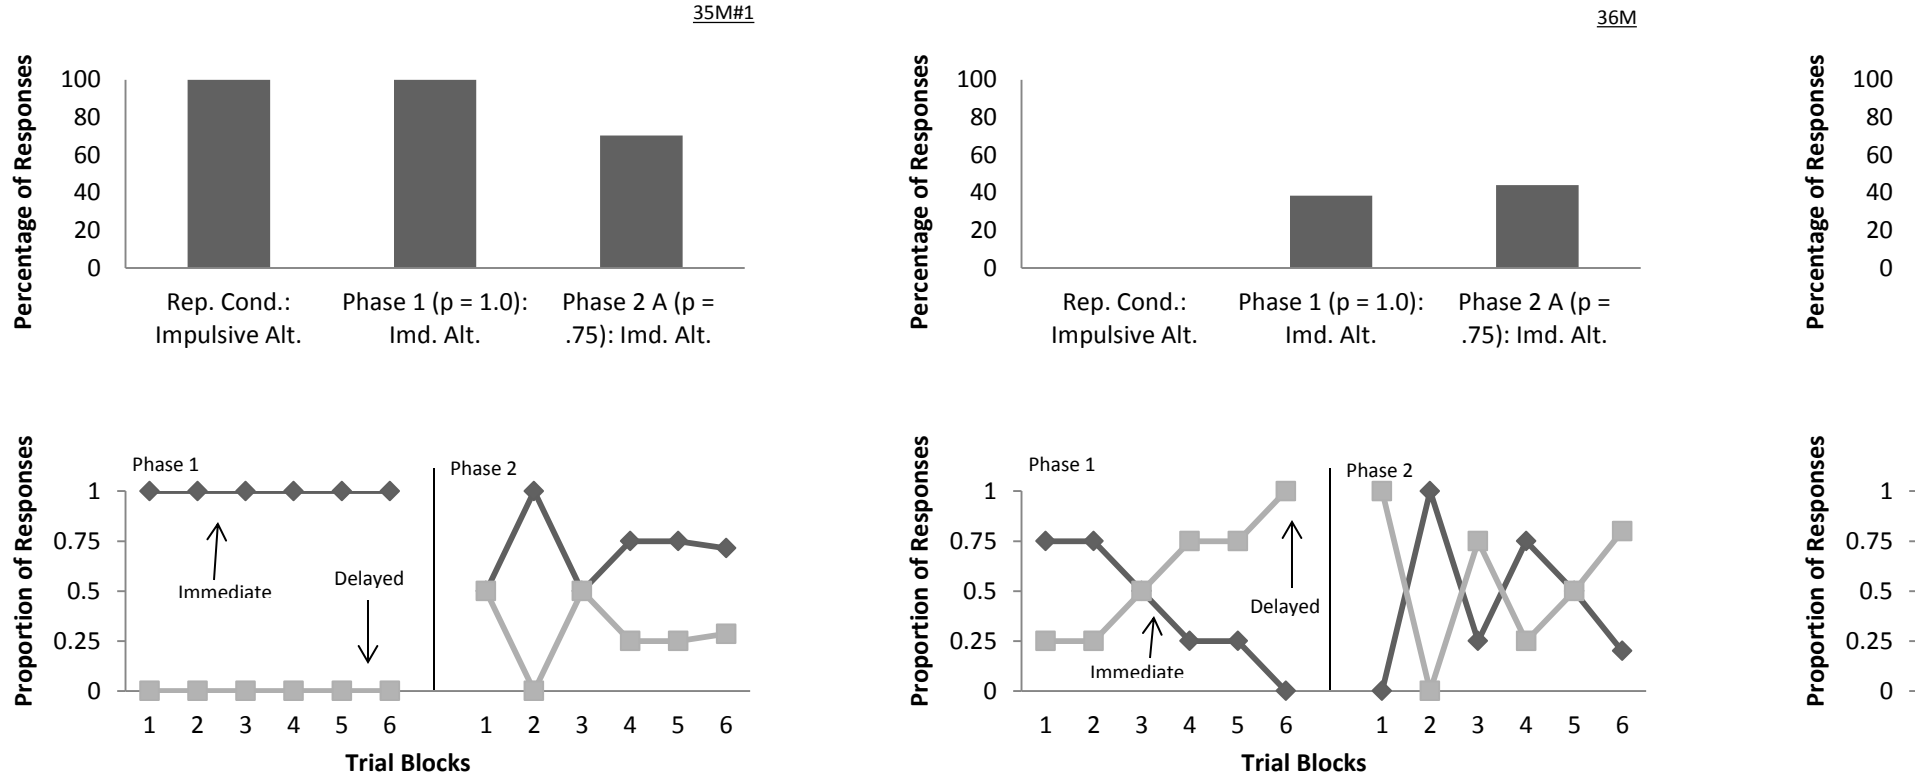 35M#1
Percentage of Responses
100
80
60
40
20
0
Rep. Cond.:
Impulsive Alt.
Phase 1 (p = 1.0):
Imd. Alt.
Phase 2 A (p =
.75): Imd. Alt.
36M
Percentage of Responses
100
80
60
40
20
0
Rep. Cond.:
Impulsive Alt.
Phase 1 (p = 1.0):
Imd. Alt.
Phase 2 A (p =
.75): Imd. Alt.
Percentage of Responses
100
80
60
40
20
0
Proportion of Responses
1
0.75
0.5
0.25
0
Phase 1
Phase 2
Immediate
Delayed
1 2 3 4 5 6 1 2 3 4 5 6
Trial Blocks
Proportion of Responses
1
0.75
0.5
0.25
0
Phase 1
Phase 2
Delayed
Immediate
1 2 3 4 5 6 1 2 3 4 5 6
Trial Blocks
Proportion of Responses
1
0.75
0.5
0.25
0